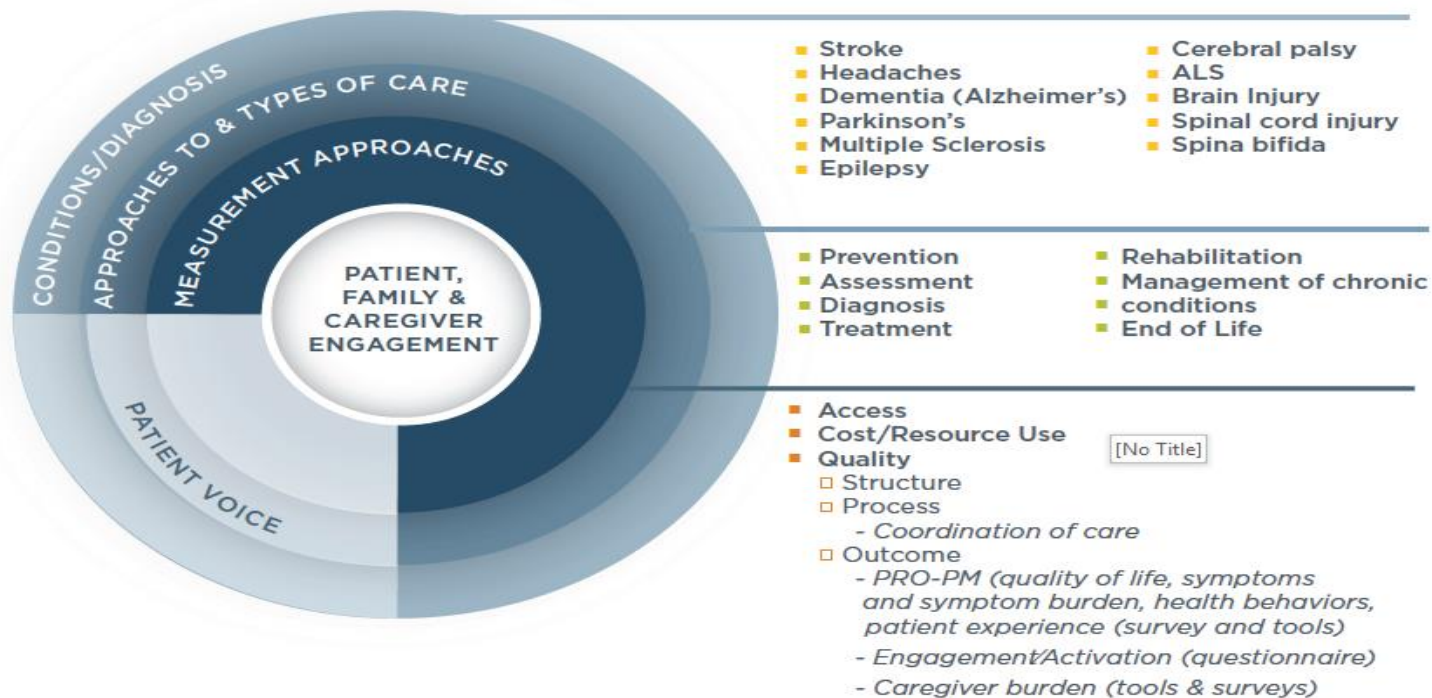 CONDITIONS/DIAGNOSIS
APPROACHES TO & TYPES OF CARE
MEASUREMENT APPROACHES
PATIENT,
FAMILY &
CAREGIVER
ENGAGEMENT
PATIENT VOICE
Stroke
Headaches
Dementia (Alzheimer's)
Parkinson's
Multiple Sclerosis
Epilepsy
Cerebral palsy
ALS
Brain Injury
Spinal cord injury
Spina bifida
Prevention
Assessment
Diagnosis
Treatment
Rehabilitation
Management of chronic
conditions
End of Life
Access
Cost/Resource Use
Quality
Structure
Process
- Coordination of care
Outcome
- PRO-PM (quality of life, symptoms
and symptom burden, health behaviors,
patient experience (survey and tools)
- Engagement/Activation (questionnaire)
- Caregiver burden (tools & surveys)
[No Title]